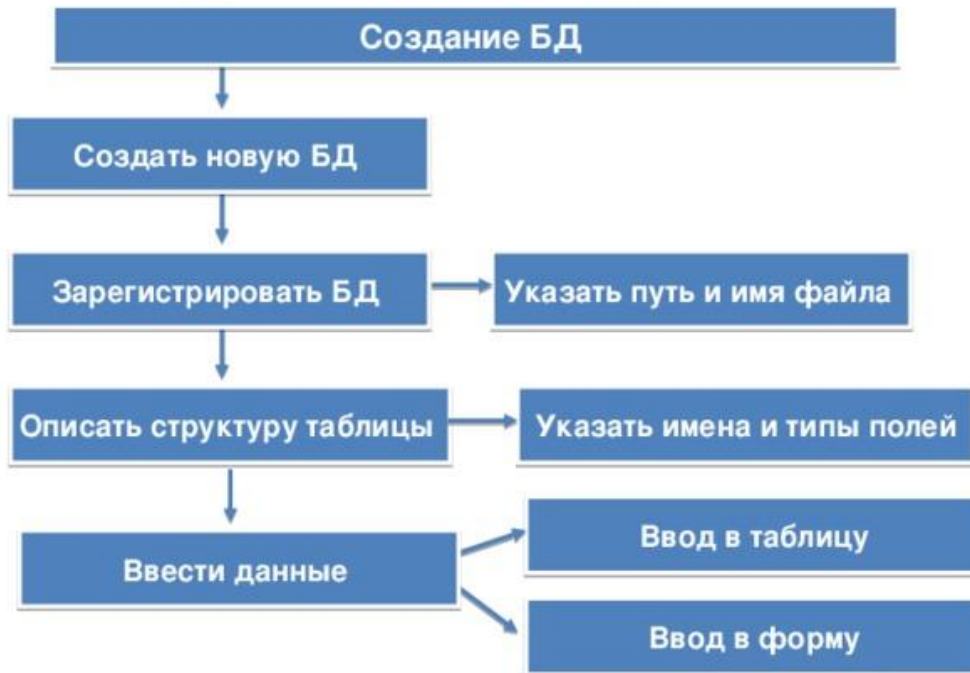 Создание БД
Создать новую БД
Зарегистрировать БД
Указать путь и имя файла
Описать структуру таблицы
Указать имена и типы полей
Ввести данные
Ввод в таблицу
Ввод в форму